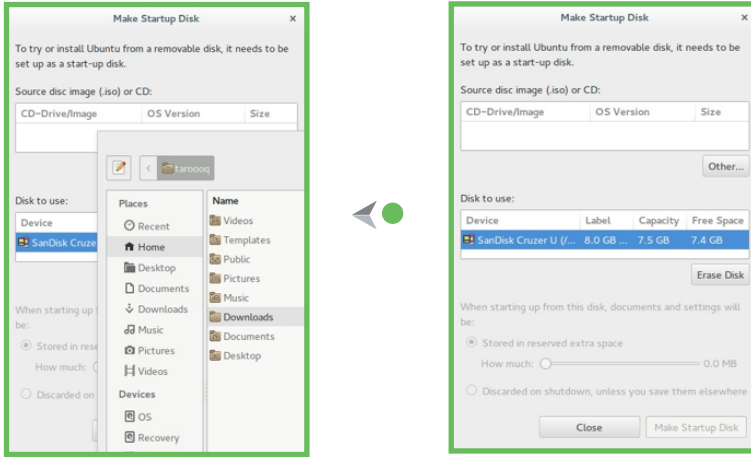 Make Startup Disk ×
To try or install Ubuntu from a removable disk, it needs to be
set up as a start-up disk.
Source disc image (.iso) or CD:
CD-Drive/Image OS Version Size
tarooq
Disk to use:
Device
SanDisk Cruze
When starting up
be:
Stored in rese
How much:
Discarded on
Places
Recent
Home
Desktop
Documents
Downloads
Music
Pictures
Videos
Devices
OS
Recovery
Name
Videos
Templates
Public
Pictures
Music
Downloads
Documents
Desktop
Make Startup Disk ×
To try or install Ubuntu from a removable disk, it needs to be
set up as a start-up disk.
Source disc image (.iso) or CD:
CD-Drive/Image OS Version Size
Other...
Disk to use:
Device Label Capacity Free Space
SanDisk Cruzer U (/... 8.0 GB ... 7.5 GB 7.4 GB
Erase Disk
When starting up from this disk, documents and settings will
be:
Stored in reserved extra space
How much: 0.0 MB
Discarded on shutdown, unless you save them elsewhere
Close Make Startup Disk